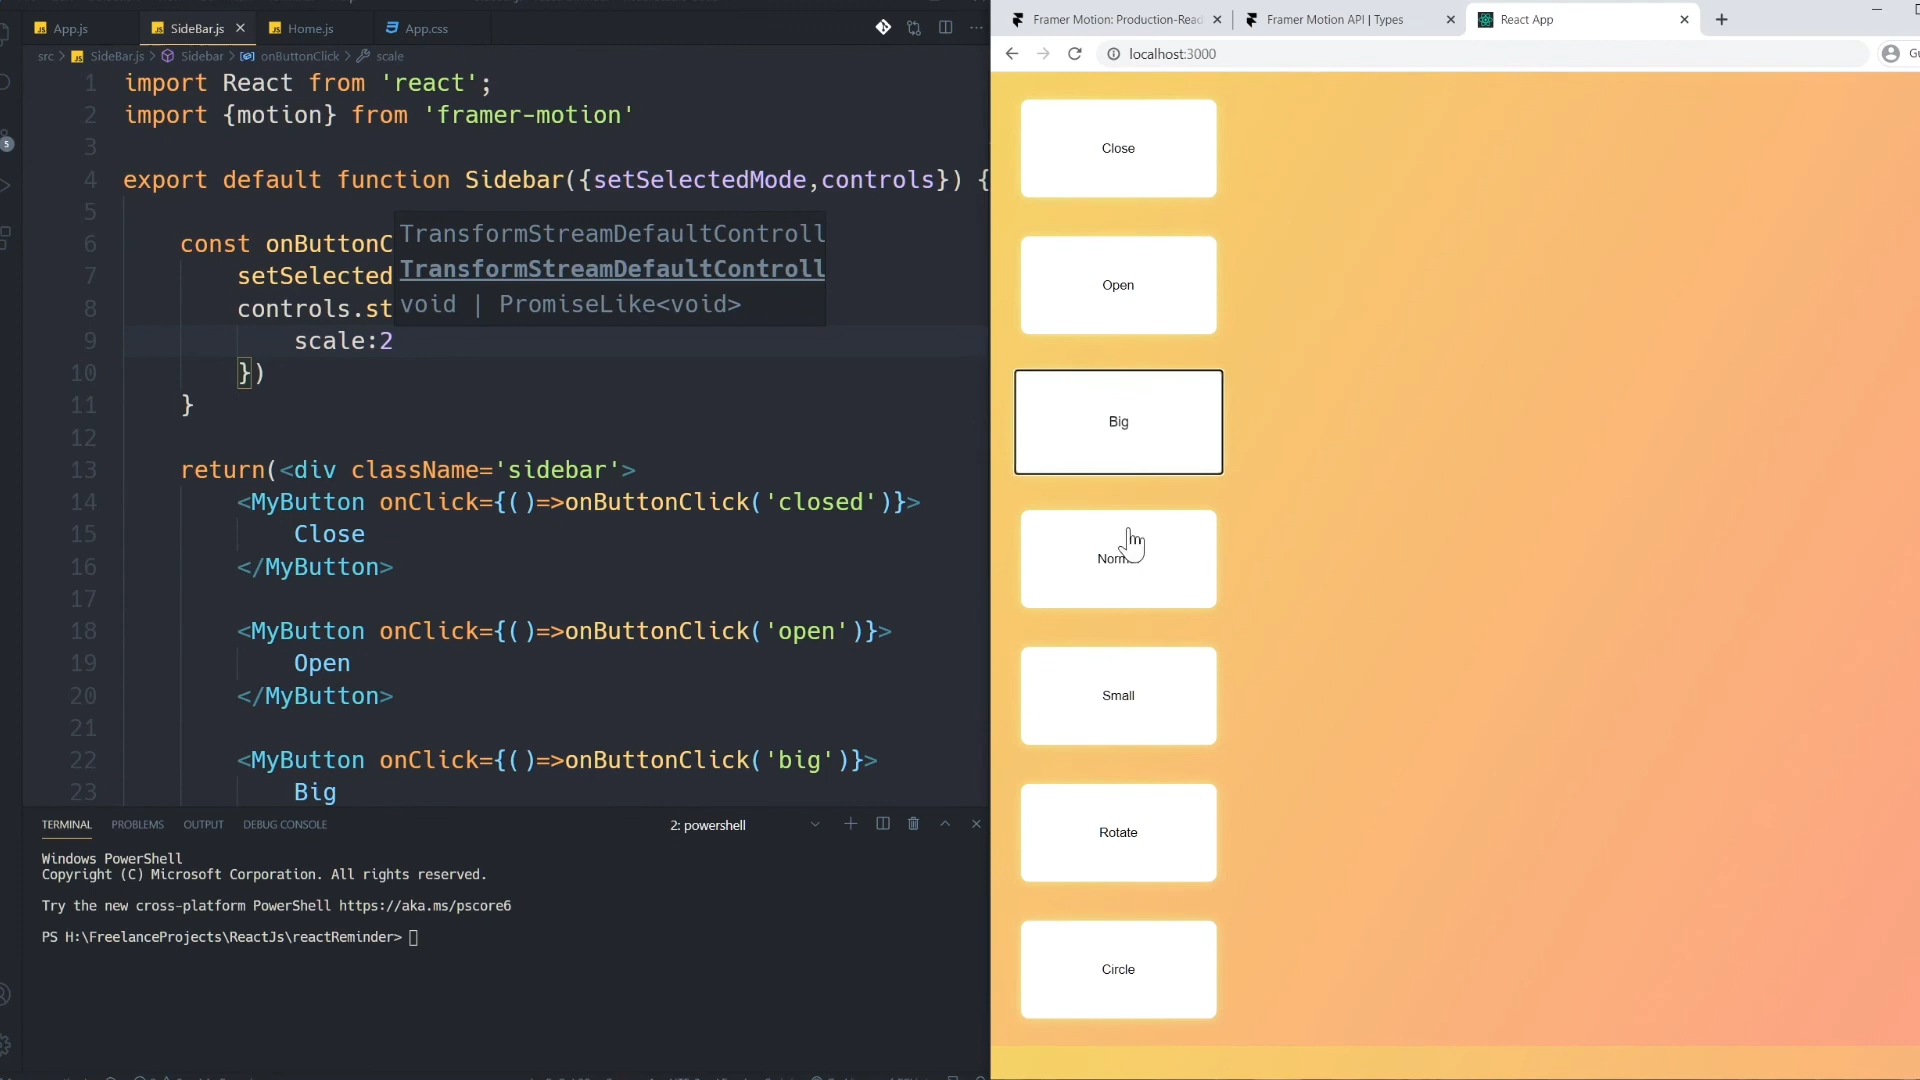 App.js
SideBar.js
Home.js
App.css
src > SideBar.js > Sidebar > onButtonClick > scale
1 import React from 'react';
2 import {motion} from 'framer-motion'
3
4 export default function Sidebar({setSelectedMode,controls}) {
5
6 const onButtonC
7 setSelected
8 controls.st
9 scale:2
10 })
11 }
12
13 return(<div className='sidebar'>
14 <MyButton onClick={()=>onButtonClick('closed')}>
15 Close
16 </MyButton>
17
18 <MyButton onClick={()=>onButtonClick('open')}>
19 Open
20 </MyButton>
21
22 <MyButton onClick={()=>onButtonClick('big')}>
23 Big
TransformStreamDefaultControll
TransformStreamDefaultControll
void | PromiseLike<void>
5
TERMINAL PROBLEMS OUTPUT DEBUG CONSOLE
2: powershell
Windows PowerShell
Copyright (C) Microsoft Corporation. All rights reserved.
Try the new cross-platform PowerShell https://aka.ms/pscore6
PS H:\FreelanceProjects\ReactJs\reactReminder>
Framer Motion: Production-Read
Framer Motion API | Types
React App
localhost:3000
Close
Open
Big
Norm
Small
Rotate
Circle